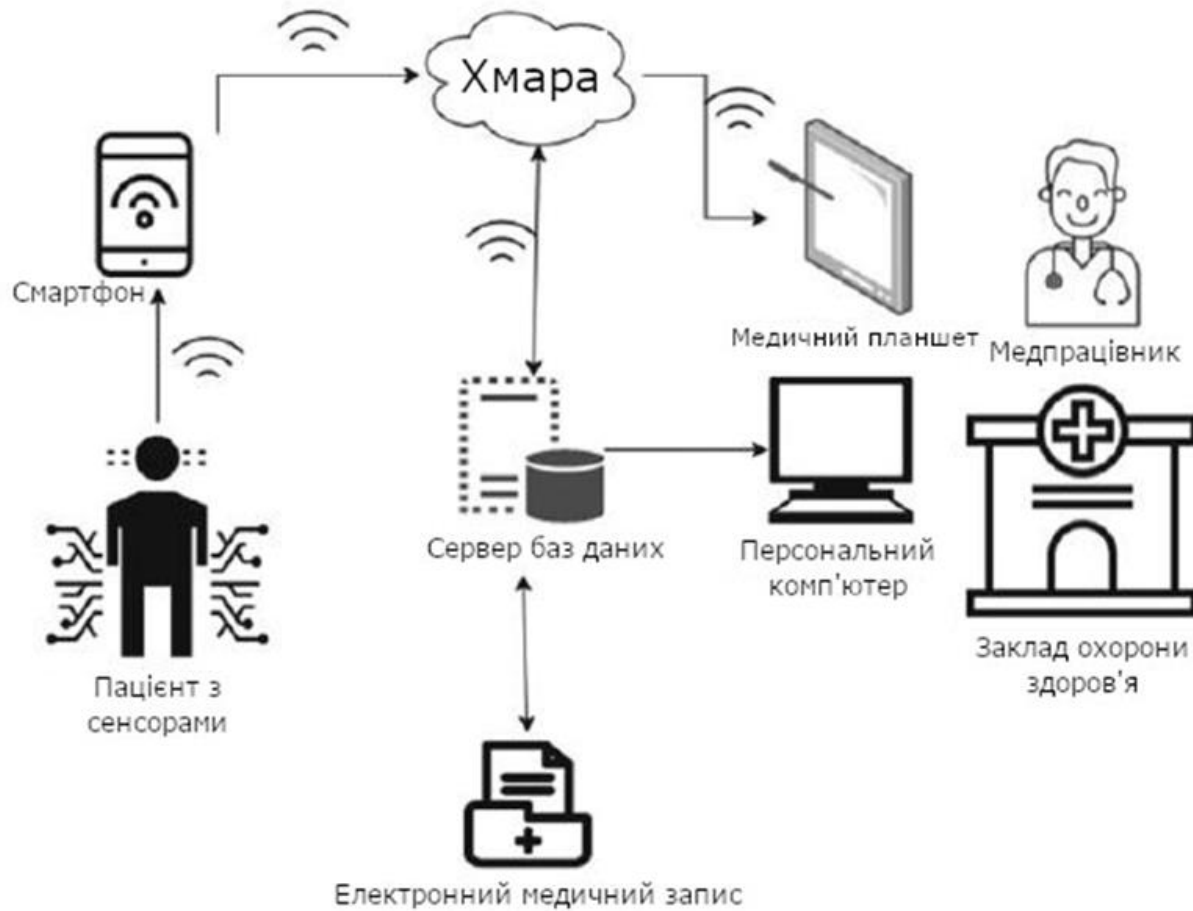 Хмара
Смартфон
Медичний планшет
Медпрацівник
Сервер баз даних
Персональний
комп'ютер
Заклад охорони
здоров'я
Пацієнт з
сенсорами
Електронний медичний запис